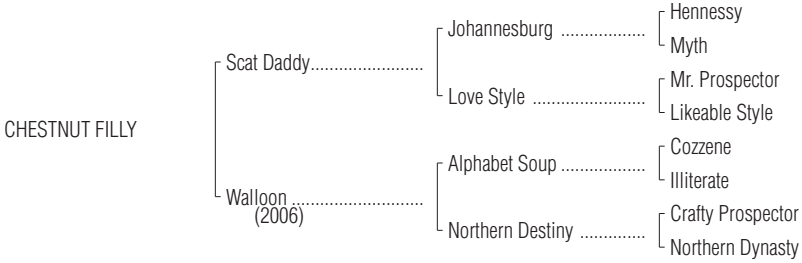 Hennessy
Johannesburg ...................
Myth
Scat Daddy.........................
Mr. Prospector
Love Style .........................
Likeable Style
CHESTNUT FILLY
Cozzene
Alphabet Soup ...................
Illiterate
Walloon .............................
(2006)
Crafty Prospector
Northern Destiny ..............
Northern Dynasty